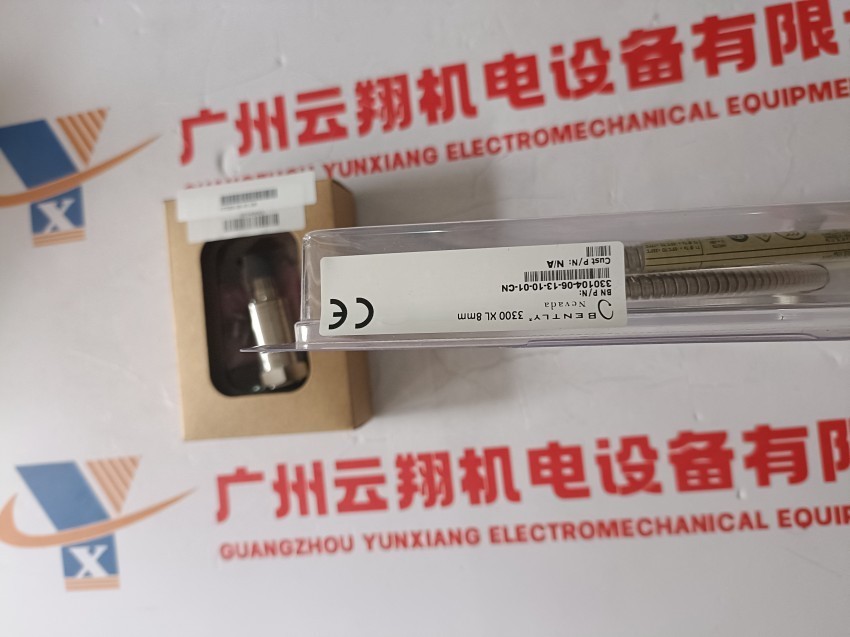 广州云翔机电设备有限
GUANGZHOU YUNXIANG ELECTROMECHANICAL EQUIPME
X
BENTLY
Nevada
3300 XL 8mm
BN P/N:
330104-06-13-10-01-CN
Cust P/N: N/A
CE
广州云翔机电设备有限
GUANGZHOU YUNXIANG ELECTROMECHANICAL EQUIP
X